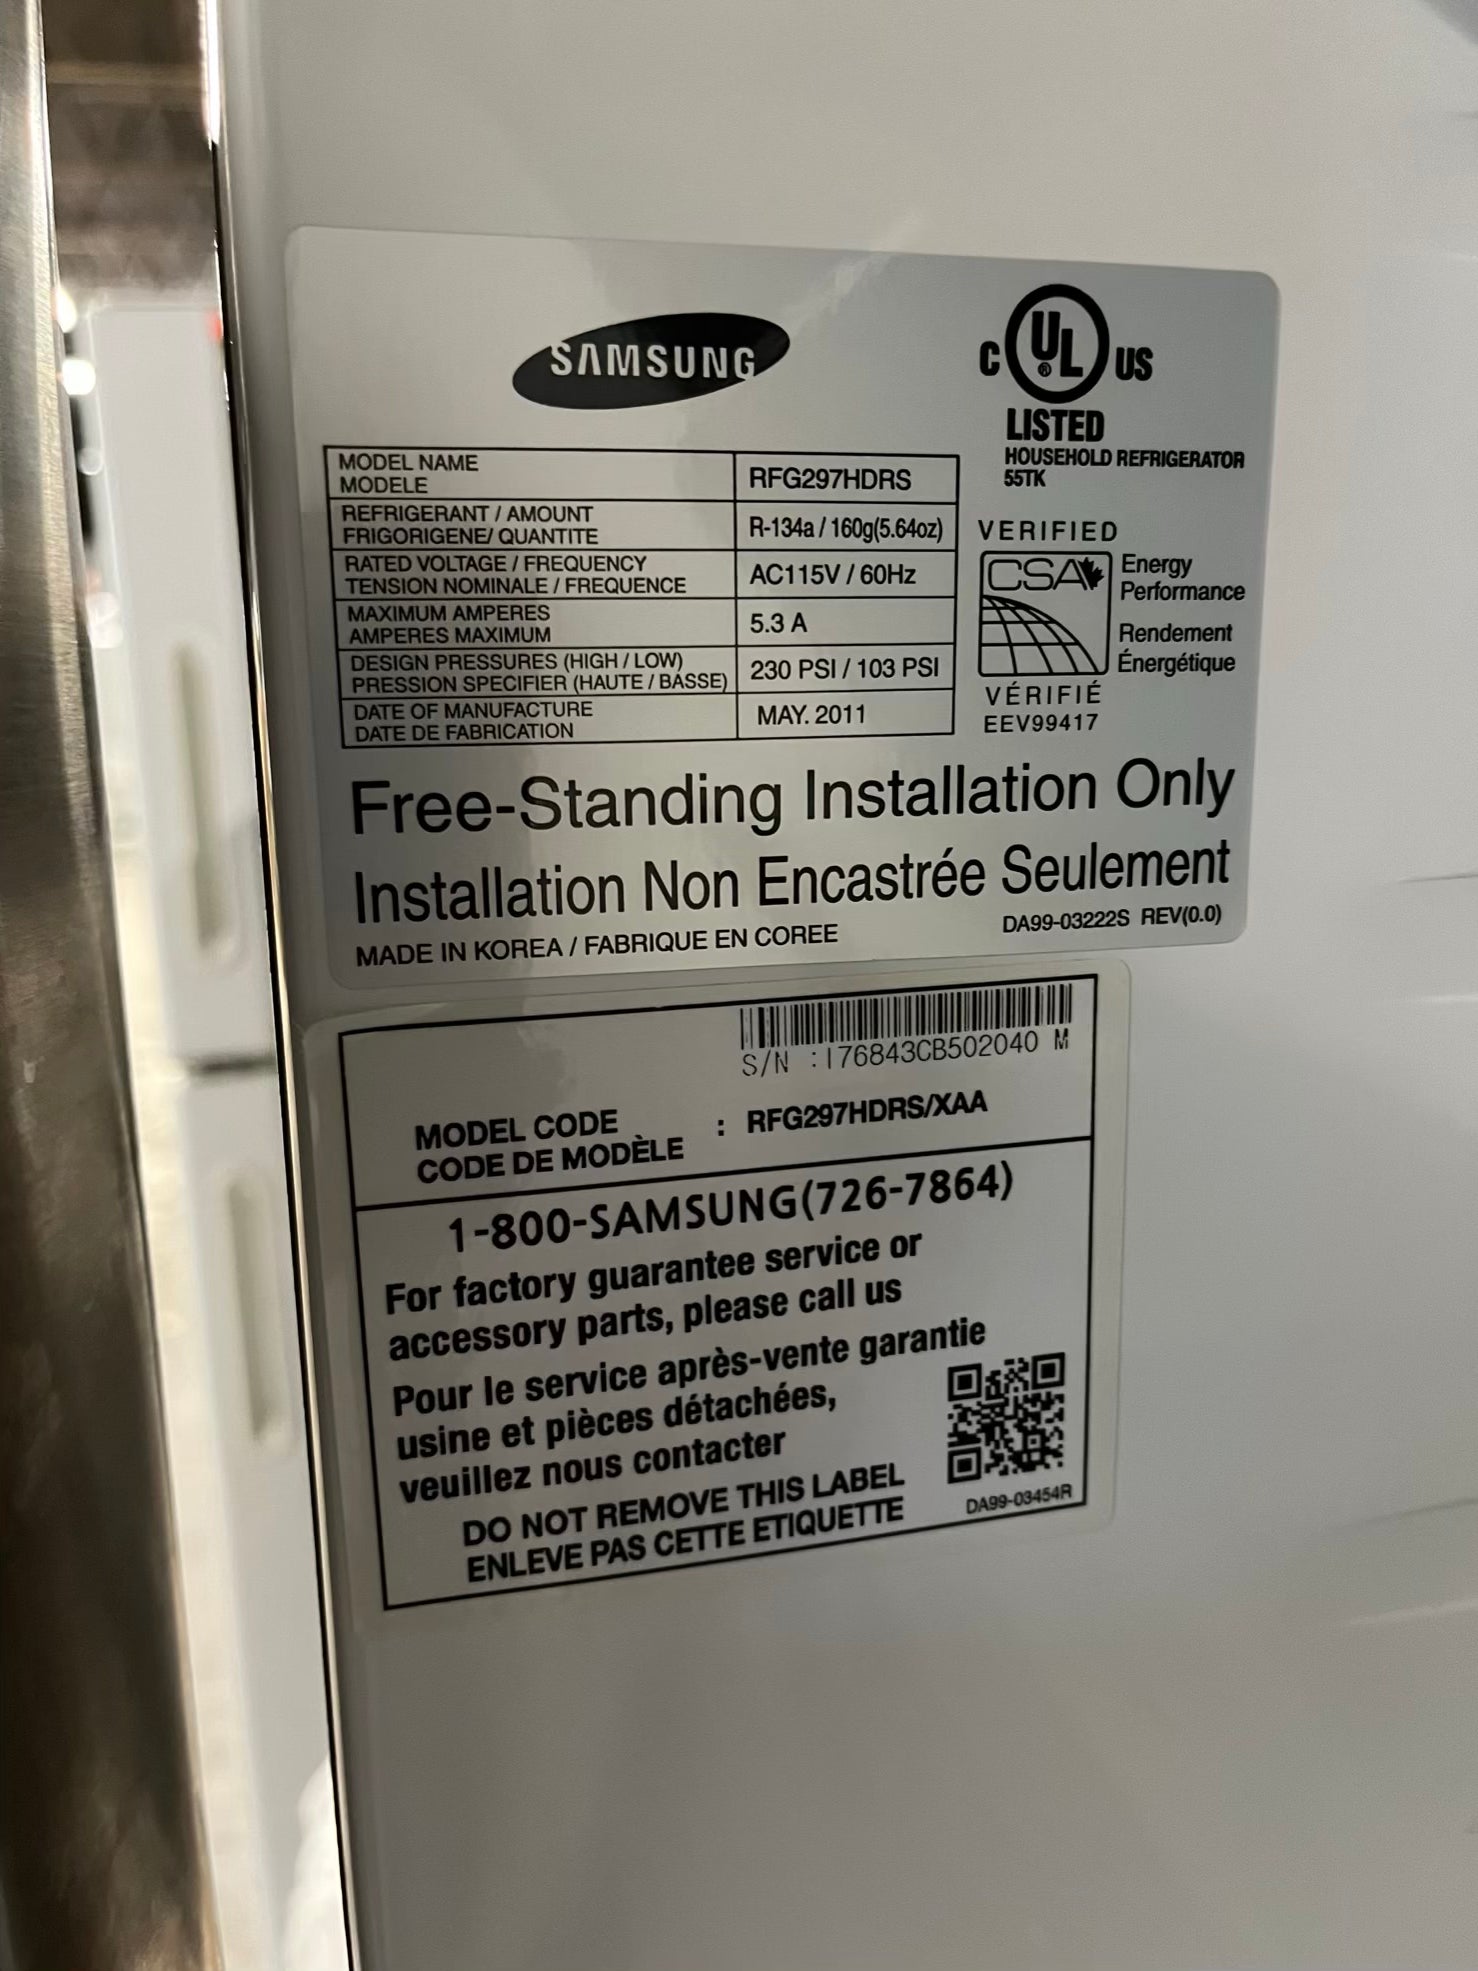 SAMSUNG
C UL ® US
LISTED
HOUSEHOLD REFRIGERATOR
55TK
MODEL NAME
MODELE
RFG297HDRS
REFRIGERANT / AMOUNT
FRIGORIGENE/ QUANTITE
R-134a / 160g(5.64oz)
RATED VOLTAGE / FREQUENCY
TENSION NOMINALE / FREQUENCE
AC115V / 60Hz
MAXIMUM AMPERES
AMPERES MAXIMUM
5.3 A
DESIGN PRESSURES (HIGH / LOW)
PRESSION SPECIFIER (HAUTE / BASSE)
230 PSI / 103 PSI
DATE OF MANUFACTURE
DATE DE FABRICATION
MAY. 2011
VERIFIED
CSA
Energy
Performance
Rendement
Énergétique
VÉRIFIÉ
EEV99417
Free-Standing Installation Only
Installation Non Encastrée Seulement
MADE IN KOREA / FABRIQUE EN COREE
DA99-03222S REV(0.0)
S/N :I76843CB502040 M
MODEL CODE
CODE DE MODÈLE
: RFG297HDRS/XAA
1-800-SAMSUNG(726-7864)
For factory guarantee service or
accessory parts, please call us
Pour le service après-vente garantie
usine et pièces détachées,
veuillez nous contacter
DO NOT REMOVE THIS LABEL
ENLEVE PAS CETTE ETIQUETTE
DA99-03454R